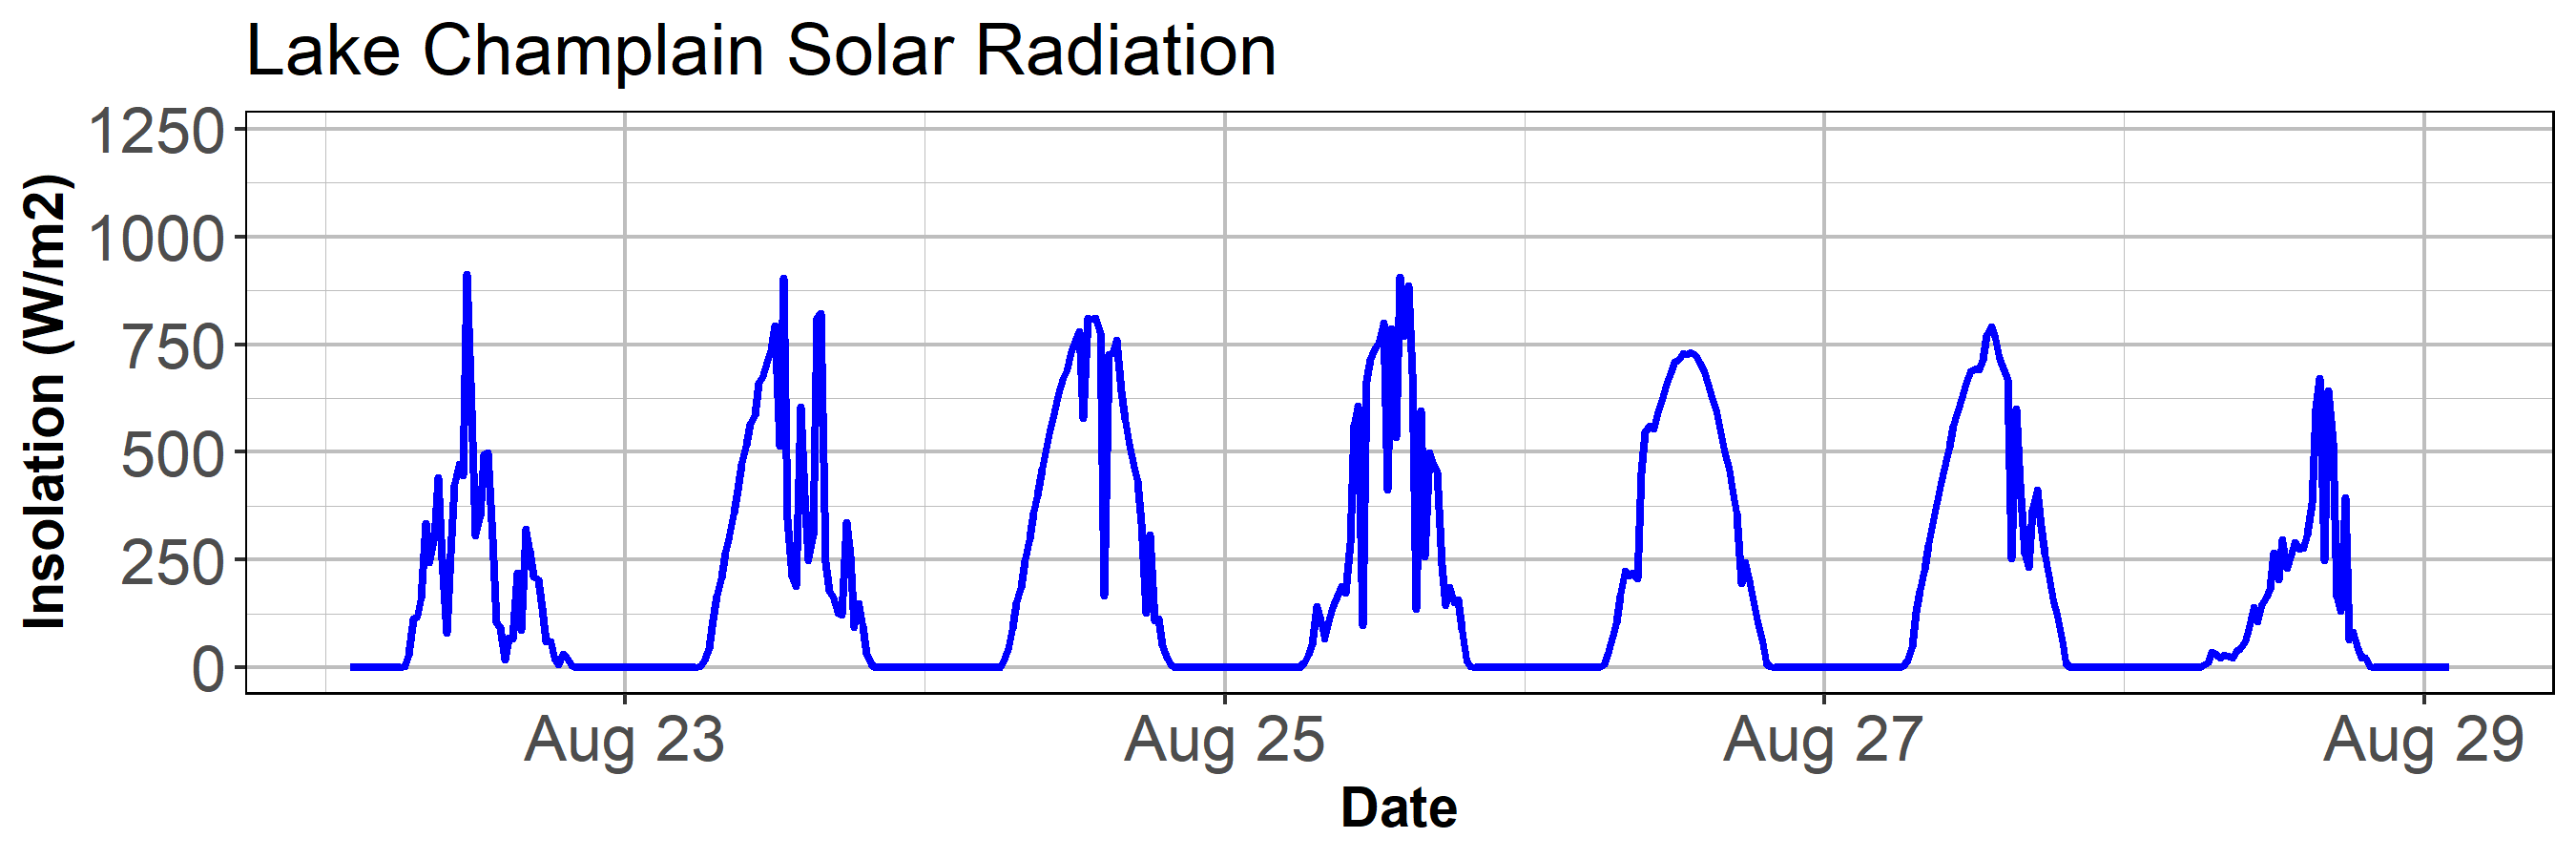 Lake Champlain Solar Radiation
Insolation (W/m2)
1250
1000
750
500
250
0
Aug 23 Aug 25 Aug 27 Aug 29
Date